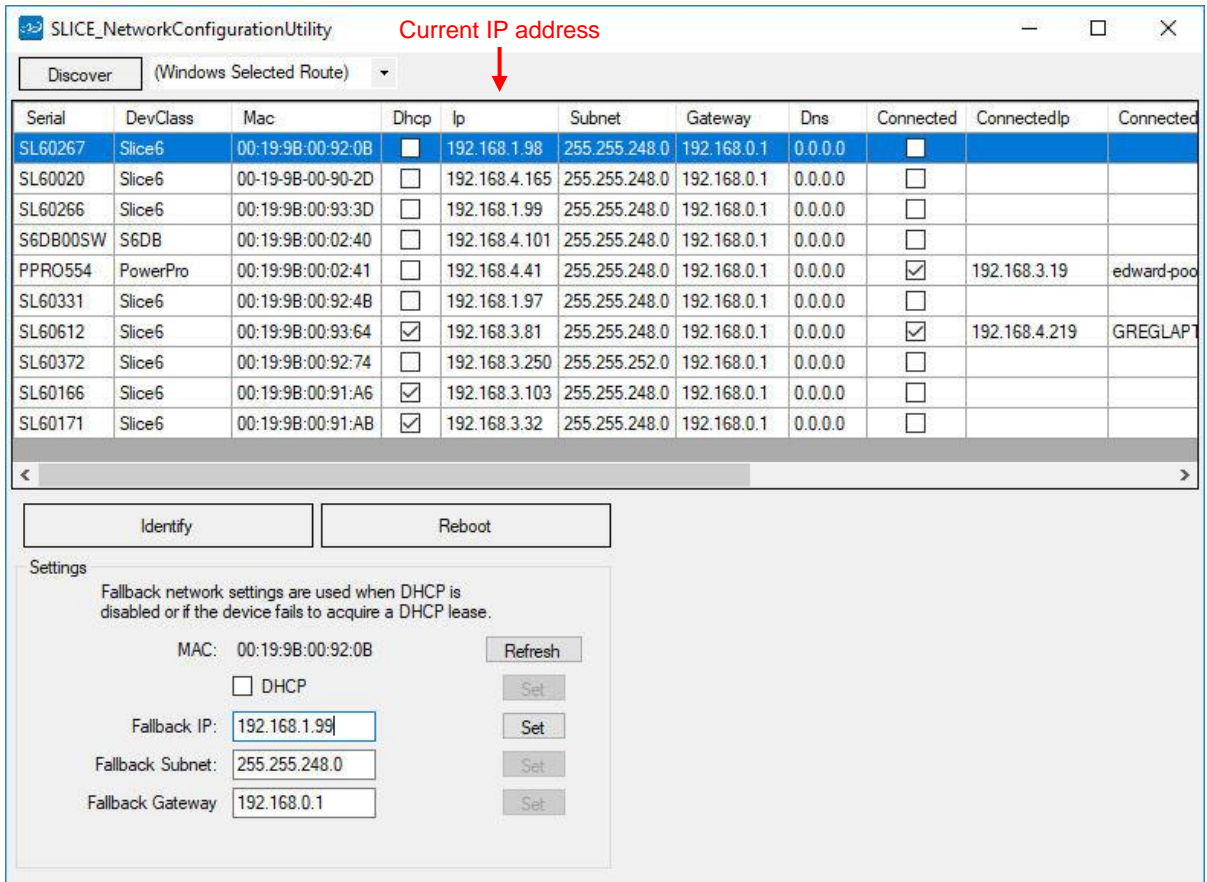 SLICE_NetworkConfigurationUtility
Current IP address
Discover (Windows Selected Route)
Serial DevClass Mac Dhcp Ip Subnet Gateway Dns Connected ConnectedIp Connected
SL60267 Slice6 00:19:9B:00:92:0B 192.168.1.98 255.255.248.0 192.168.0.1 0.0.0.0
SL60020 Slice6 00-19-9B-00-90-2D 192.168.4.165 255.255.248.0 192.168.0.1 0.0.0.0
SL60266 Slice6 00:19:9B:00:93:3D 192.168.1.99 255.255.248.0 192.168.0.1 0.0.0.0
S6DB00SW S6DB 00:19:9B:00:02:40 192.168.4.101 255.255.248.0 192.168.0.1 0.0.0.0
PPRO554 PowerPro 00:19:9B:00:02:41 192.168.4.41 255.255.248.0 192.168.0.1 0.0.0.0 192.168.3.19 edward-poo
SL60331 Slice6 00:19:9B:00:92:4B 192.168.1.97 255.255.248.0 192.168.0.1 0.0.0.0
SL60612 Slice6 00:19:9B:00:93:64 192.168.3.81 255.255.248.0 192.168.0.1 0.0.0.0 192.168.4.219 GREGLAPT
SL60372 Slice6 00:19:9B:00:92:74 192.168.3.250 255.255.252.0 192.168.0.1 0.0.0.0
SL60166 Slice6 00:19:9B:00:91:A6 192.168.3.103 255.255.248.0 192.168.0.1 0.0.0.0
SL60171 Slice6 00:19:9B:00:91:AB 192.168.3.32 255.255.248.0 192.168.0.1 0.0.0.0
Identify Reboot
Settings
Fallback network settings are used when DHCP is
disabled or if the device fails to acquire a DHCP lease.
MAC: 00:19:9B:00:92:0B Refresh
DHCP Set
Fallback IP: 192.168.1.99 Set
Fallback Subnet: 255.255.248.0 Set
Fallback Gateway 192.168.0.1 Set